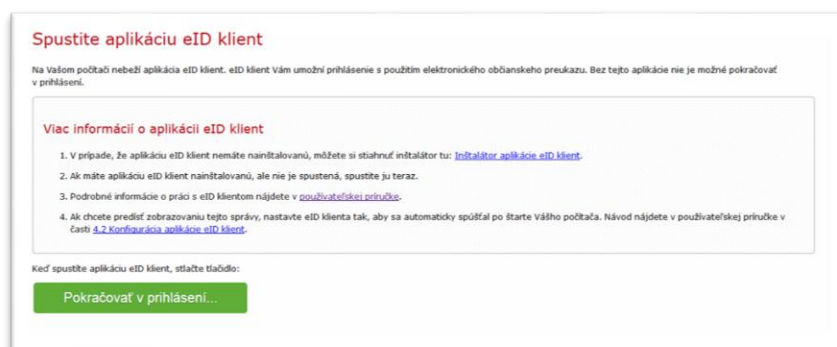 Spustite aplikáciu eID klient
Na Vašom počítači nebeží aplikácia eID klient. eID klient Vám umožní prihlásenie s použitím elektronického občianskeho preukazu. Bez tejto aplikácie nie je možné pokračovať
v prihlásení.
Viac informácií o aplikácii eID klient
1. V prípade, že aplikáciu eID klient nemáte nainštalovanú, môžete si stiahnuť inštalátor tu: Inštalátor aplikácie eID klient.
2. Ak máte aplikáciu eID klient nainštalovanú, ale nie je spustená, spustite ju teraz.
3. Podrobné informácie o práci s eID klientom nájdete v používateľskej príručke.
4. Ak chcete predísť zobrazovaniu tejto správy, nastavte eID klienta tak, aby sa automaticky spúšťal po štarte Vášho počítača. Návod nájdete v používateľskej príručke v
časti 4.2 Konfigurácia aplikácie eID klient.
Keď spustíte aplikáciu eID klient, stlačte tlačidlo:
Pokračovať v prihlásení...